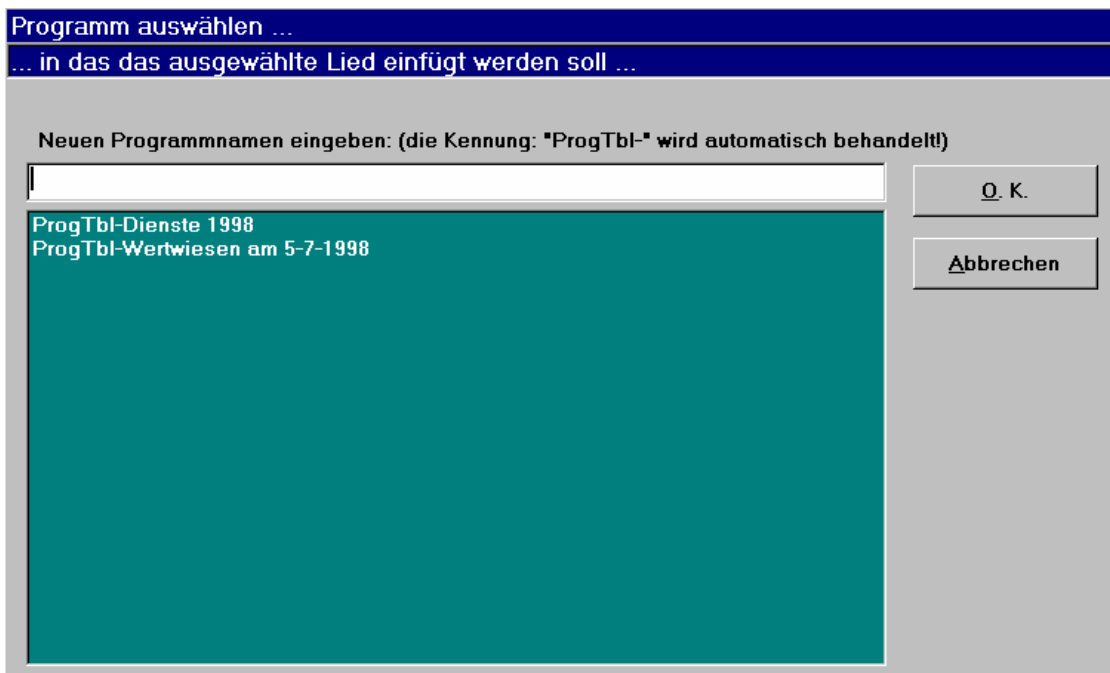 Programm auswählen ...
... in das das ausgewählte Lied einfügt werden soll ...
Neuen Programmnamen eingeben: (die Kennung: "ProgTbl-" wird automatisch behandelt!)
O. K.
ProgTbl-Dienste 1998
ProgTbl-Wertwiesen am 5-7-1998
Abbrechen